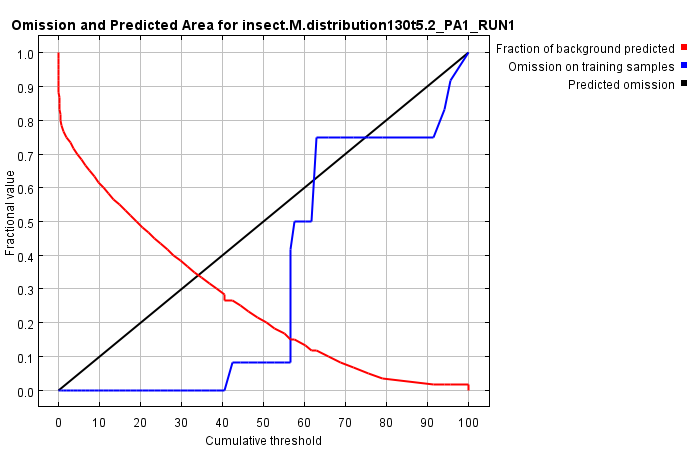 Omission and Predicted Area for insect.M.distribution130t5.2_PA1_RUN1
Fraction of background predicted
Omission on training samples
Predicted omission
Fractional value
1.0
0.9
0.8
0.7
0.6
0.5
0.4
0.3
0.2
0.1
0.0
0 10 20 30 40 50 60 70 80 90 100
Cumulative threshold